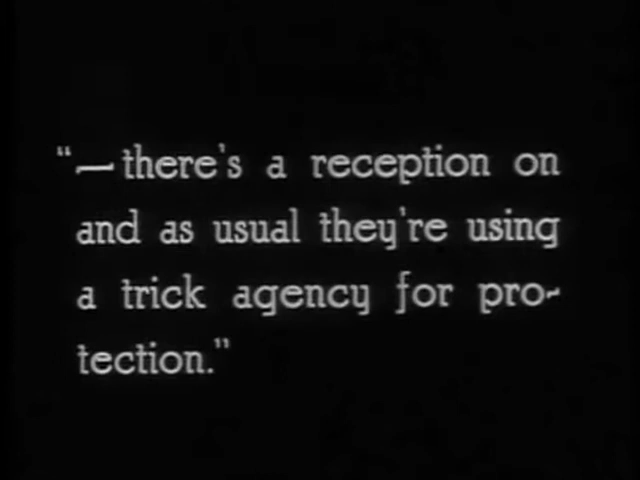 “—there's a reception on
and as usual they're using
a trick agency for pro-
tection.”